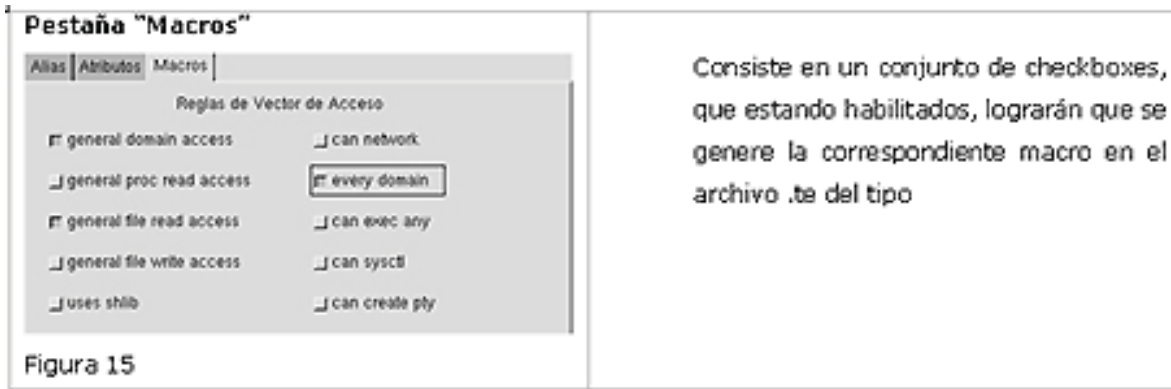 Pestaña "Macros"
Alias Atributos Macros
Reglas de Vector de Acceso
general domain access
can network
general proc read access
every domain
general file read access
can exec any
general file write access
can sysctl
uses shlib
can create pty
Figura 15
Consiste en un conjunto de checkboxes,
que estando habilitados, lograrán que se
genere la correspondiente macro en el
archivo .te del tipo